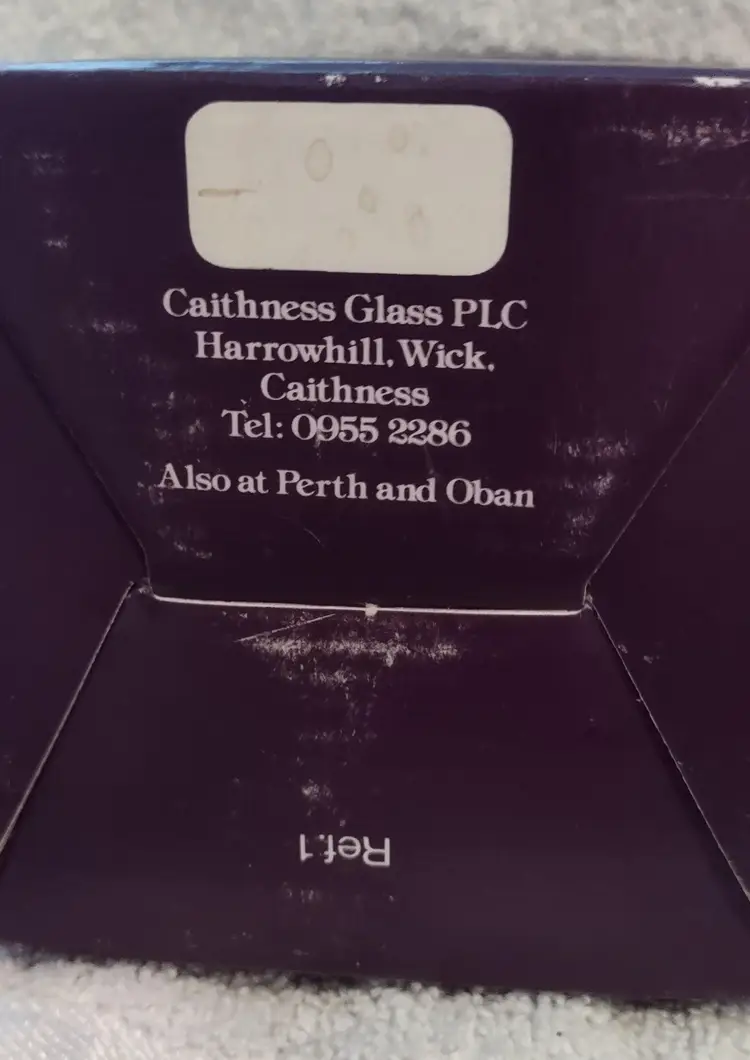 Caithness Glass PLC
Harrowhill, Wick,
Caithness
Tel: 0955 2286
Also at Perth and Oban
Ref.1